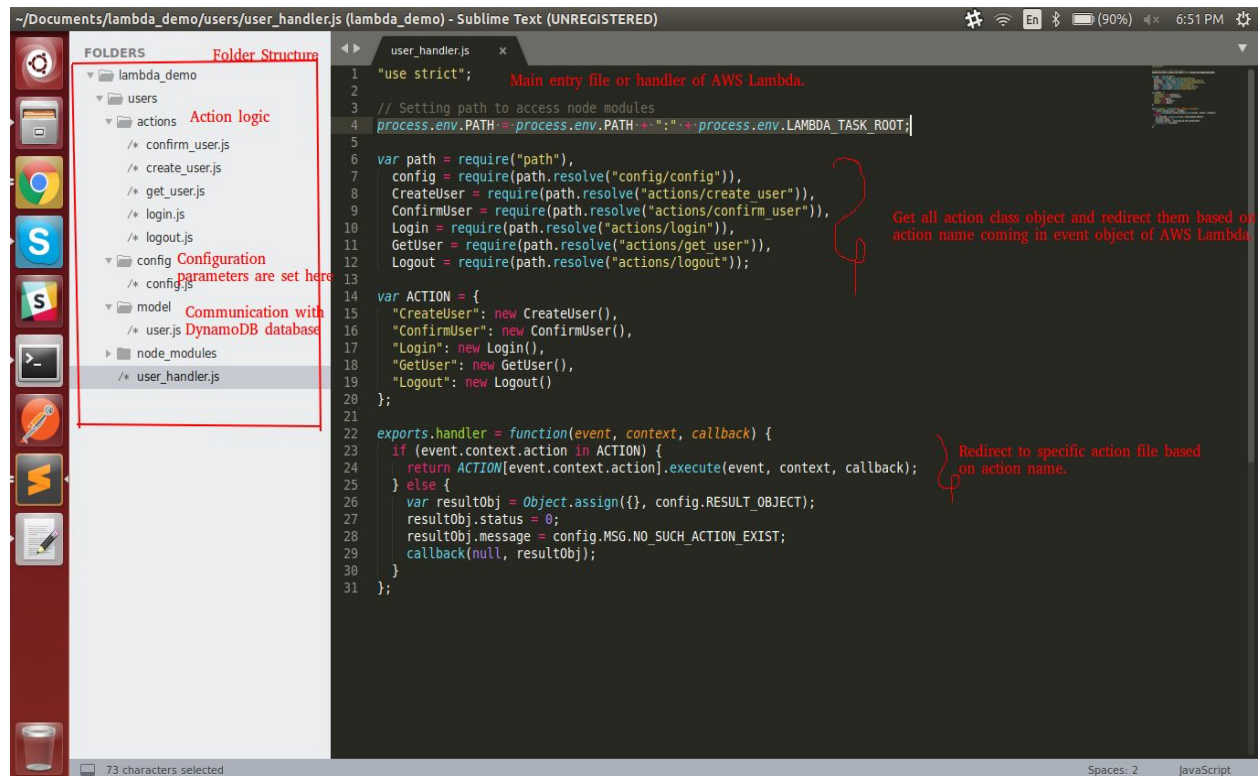 ~/Documents/lambda_demo/users/user_handler.js (lambda_demo) - Sublime Text (UNREGISTERED)
En
(90%)
6:51 PM
FOLDERS
Folder Structure
lambda_demo
users
actions
Action logic
/* confirm_user.js
/* create_user.js
/* get_user.js
/* login.js
/* logout.js
config
Configuration
parameters are set here
/* config.js
model
Communication with
DynamoDB database
/* user.js
node_modules
/* user_handler.js
user_handler.js x
Main entry file or handler of AWS Lambda.
1 "use strict";
2
3 // Setting path to access node modules
4 process.env.PATH = process.env.PATH + ":" + process.env.LAMBDA_TASK_ROOT;
5
6 var path = require("path"),
7 config = require(path.resolve("config/config")),
8 CreateUser = require(path.resolve("actions/create_user")),
9 ConfirmUser = require(path.resolve("actions/confirm_user")),
10 Login = require(path.resolve("actions/login")),
11 GetUser = require(path.resolve("actions/get_user")),
12 Logout = require(path.resolve("actions/logout"));
13
Get all action class object and redirect them based on
action name coming in event object of AWS Lambda
14 var ACTION = {
15 "CreateUser": new CreateUser(),
16 "ConfirmUser": new ConfirmUser(),
17 "Login": new Login(),
18 "GetUser": new GetUser(),
19 "Logout": new Logout()
20 };
21
22 exports.handler = function(event, context, callback) {
23 if (event.context.action in ACTION) {
24 return ACTION[event.context.action].execute(event, context, callback);
25 } else {
26 var resultObj = Object.assign({}, config.RESULT_OBJECT);
27 resultObj.status = 0;
28 resultObj.message = config.MSG.NO_SUCH_ACTION_EXIST;
29 callback(null, resultObj);
30 }
31 };
Redirect to specific action file based
on action name.
73 characters selected
Spaces: 2
JavaScript